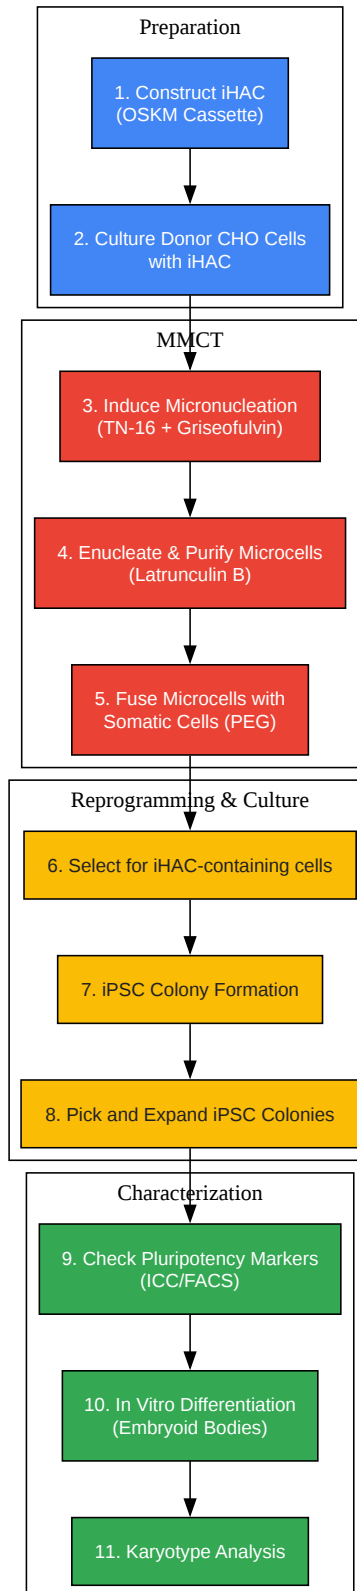 Preparation
1. Construct iHAC
(OSKM Cassette)
2. Culture Donor CHO Cells
with iHAC
MMCT
3. Induce Micronucleation
(TN-16 + Griseofulvin)
4. Enucleate & Purify Microcells
(Latrunculin B)
5. Fuse Microcells with
Somatic Cells (PEG)
Reprogramming & Culture
6. Select for iHAC-containing cells
7. iPSC Colony Formation
8. Pick and Expand iPSC Colonies
Characterization
9. Check Pluripotency Markers
(ICC/FACS)
10. In Vitro Differentiation
(Embryoid Bodies)
11. Karyotype Analysis